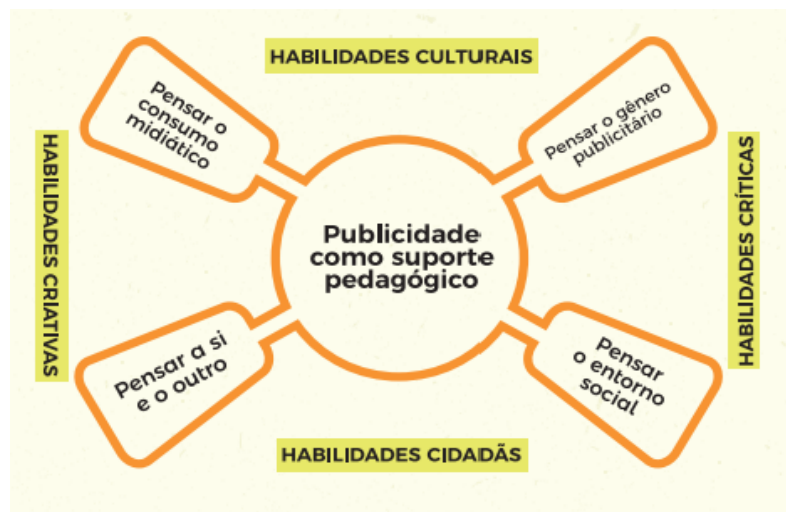 HABILIDADES CULTURAIS
Pensar o
consumo
midiático
Pensar o gênero
publicitário
HABILIDADES CRIATIVAS
Publicidade
como suporte
pedagógico
HABILIDADES CRÍTICAS
Pensar a si
e o outro
Pensar
o entorno
social
HABILIDADES CIDADÃS